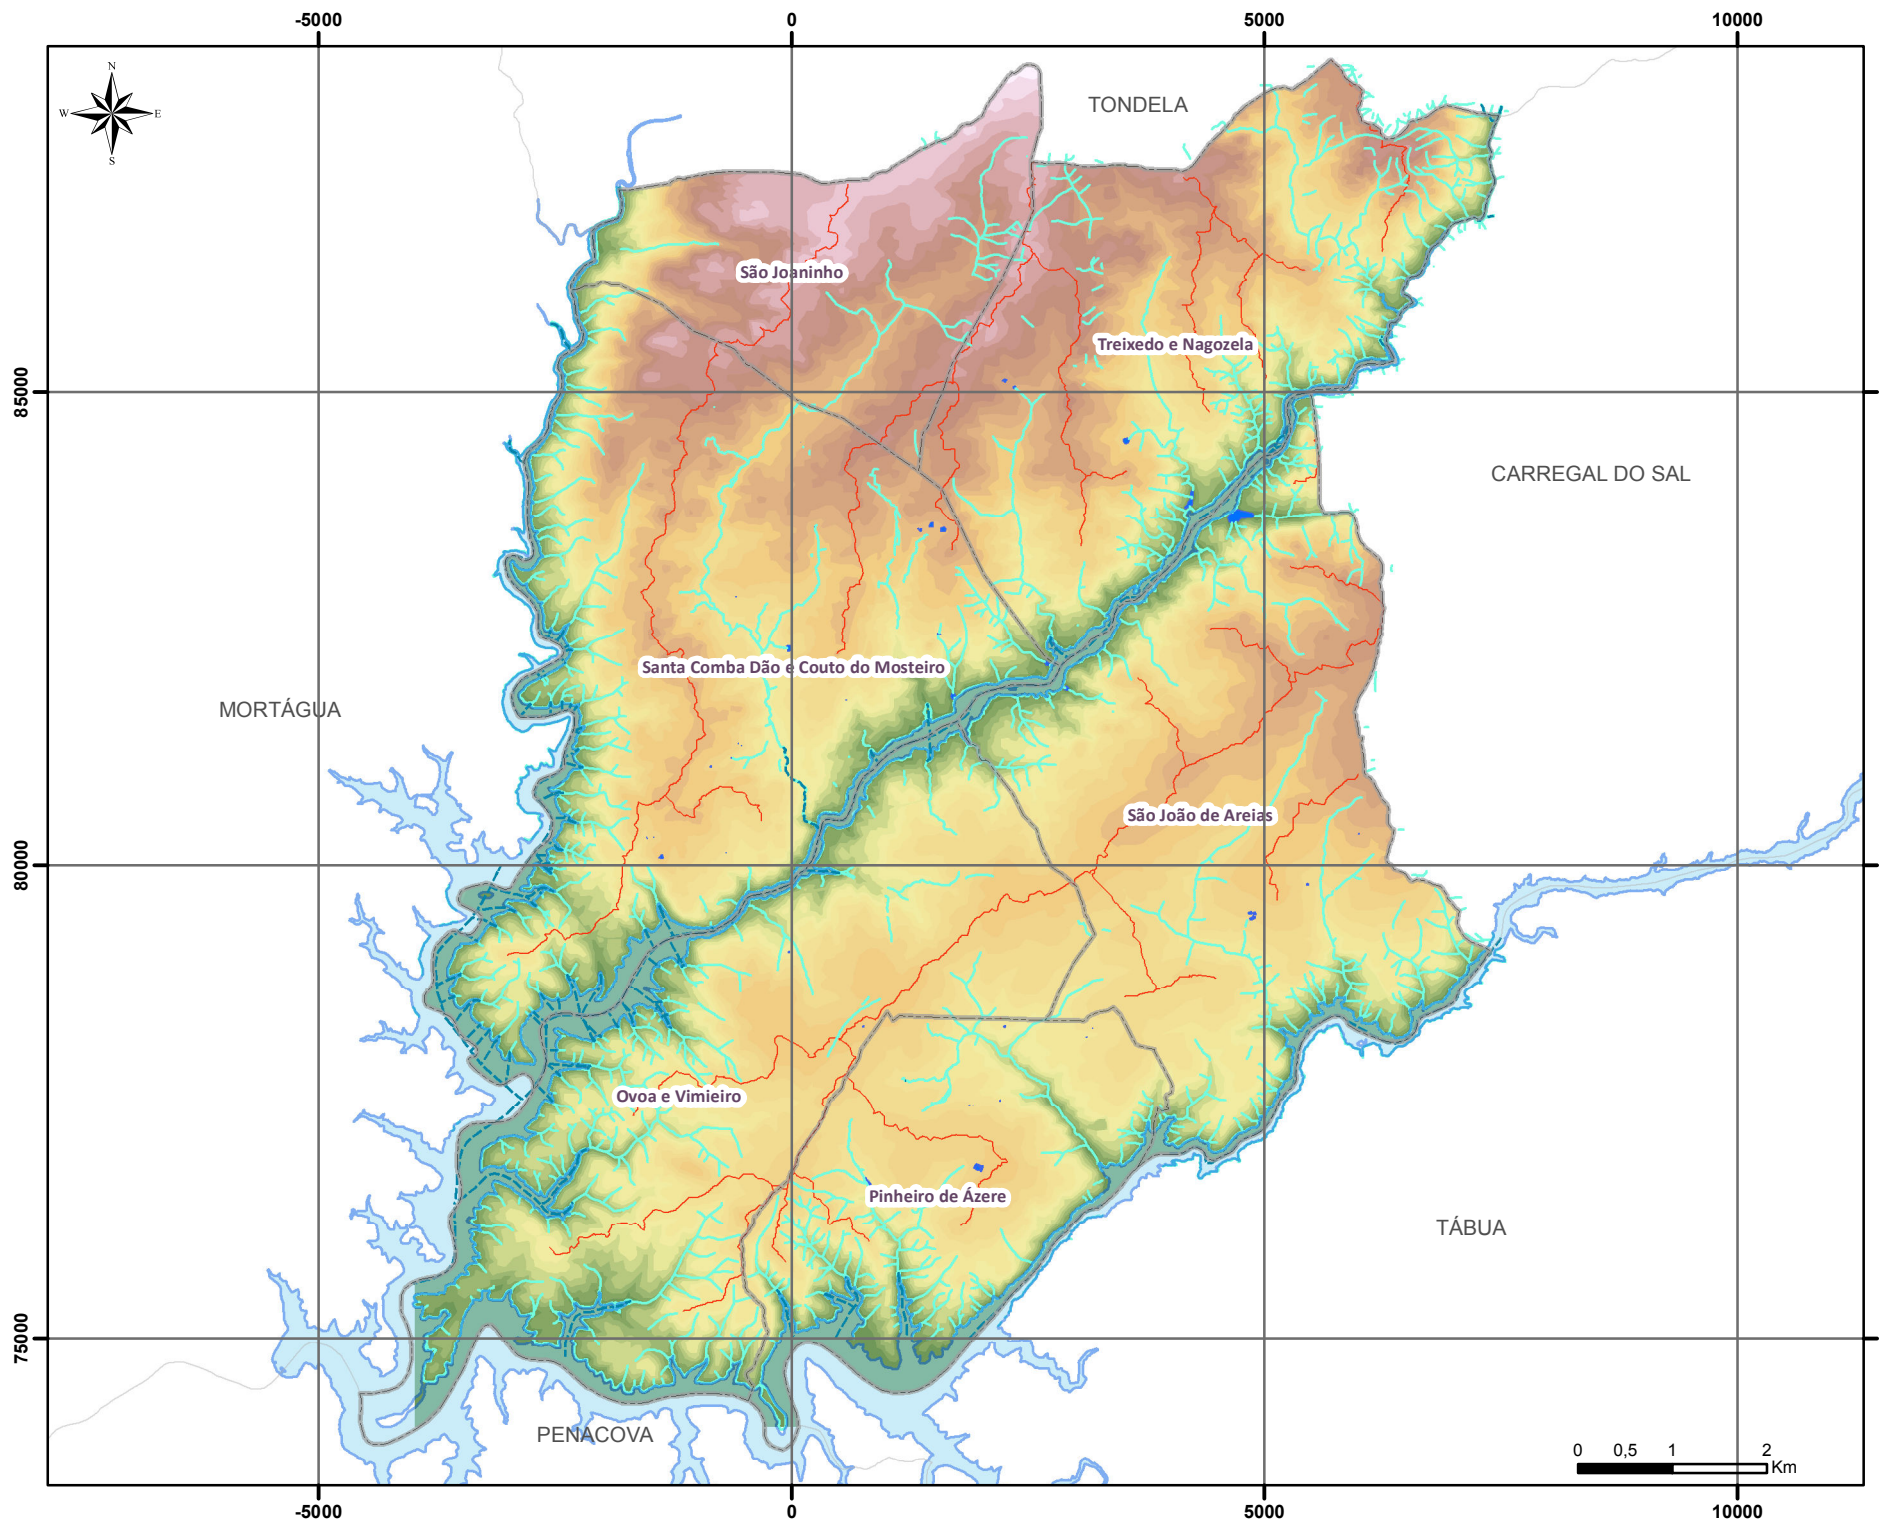 -5000 0 5000 10000
N
W E
S
TONDELA
São Joaninho
Treixedo e Nagozela
85000
CARREGAL DO SAL
Santa Comba Dão e Couto do Mosteiro
MORTÁGUA
São João de Areias
80000
Ovoa e Vimieiro
Pinheiro de Ázere
TÁBUA
75000
PENACOVA
0 0,5 1 2
Km
-5000 0 5000 10000